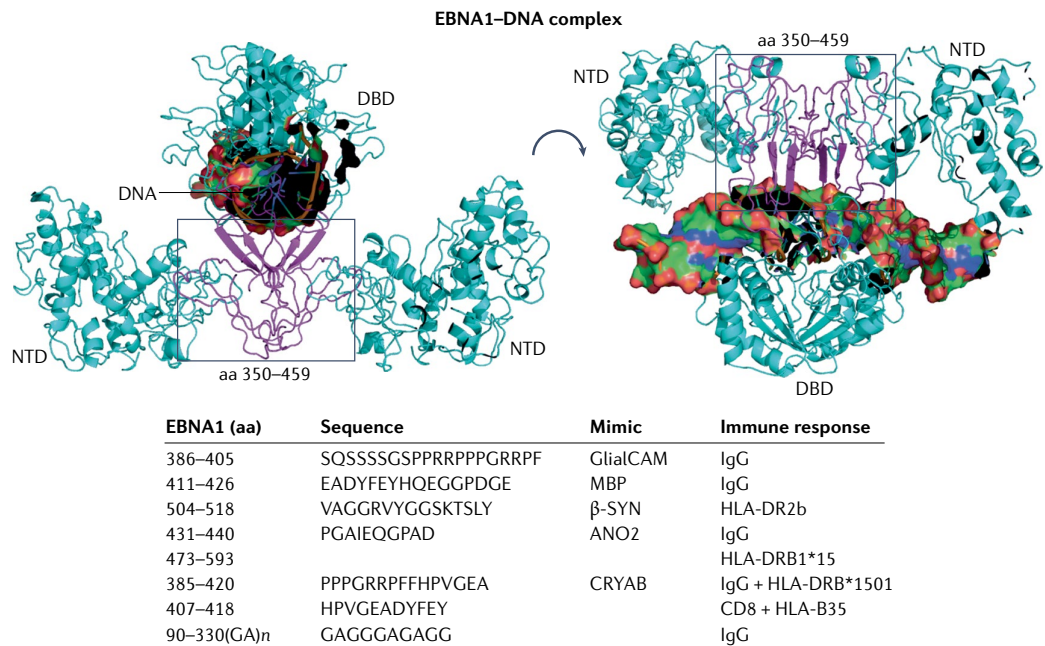 EBNA1–DNA complex
aa 350–459
NTD
NTD
DBD
DNA
NTD
NTD
aa 350–459
DBD
EBNA1 (aa) Sequence Mimic Immune response
386–405 SQSSSSGSPPRRPPPGRRPF GlialCAM IgG
411–426 EADYFEYHQEGGPDGE MBP IgG
504–518 VAGGRVYGGSKTSLY β-SYN HLA-DR2b
431–440 PGAIEQGPAD ANO2 IgG
473–593 HLA-DRB1*15
385–420 PPPGRRPFFHPVGEA CRYAB IgG + HLA-DRB*1501
407–418 HPVGEADYFEY CD8 + HLA-B35
90–330(GA)n GAGGGAGAGG IgG